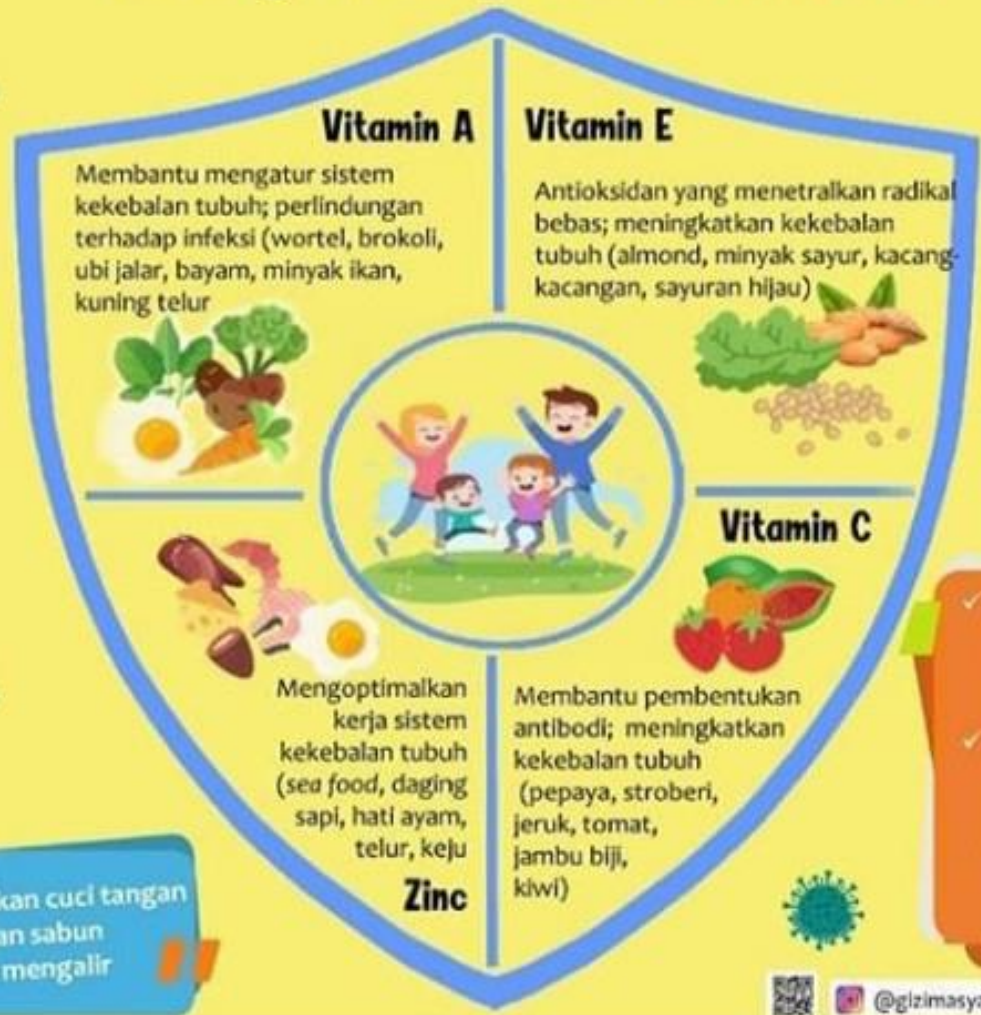 Vitamin A
Membantu mengatur sistem
kekebalan tubuh; perlindungan
terhadap infeksi (wortel, brokoli,
ubi jalar, bayam, minyak ikan,
kuning telur
Vitamin E
Antioksidan yang menetralkan radikal
bebas; meningkatkan kekebalan
tubuh (almond, minyak sayur, kacang-
kacangan, sayuran hijau)
Mengoptimalkan
kerja sistem
kekebalan tubuh
(sea food, daging
sapi, hati ayam,
telur, keju
Zinc
Vitamin C
Membantu pembentukan
antibodi; meningkatkan
kekebalan tubuh
(pepaya, stroberi,
jeruk, tomat,
jambu biji,
kiwi)
kan cuci tangan
an sabun
mengalir
@gizimasya